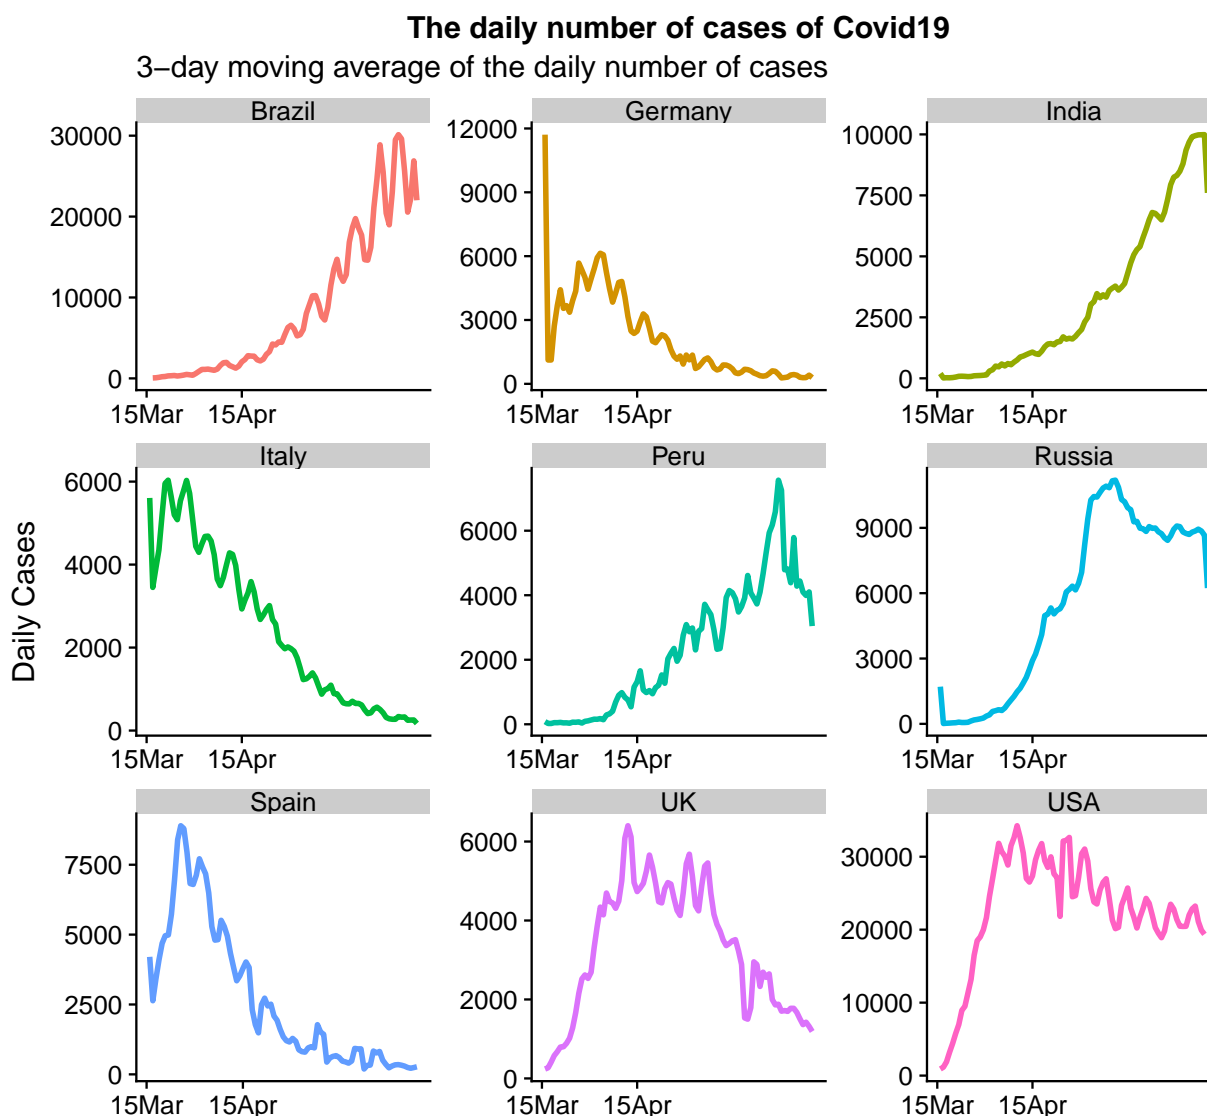 The daily number of cases of Covid19
3−day moving average of the daily number of cases
Brazil
30000
20000
10000
0
15Mar 15Apr
Germany
12000
9000
6000
3000
0
15Mar 15Apr
India
10000
7500
5000
2500
0
15Mar 15Apr
Daily Cases
Italy
6000
4000
2000
0
15Mar 15Apr
Peru
6000
4000
2000
0
15Mar 15Apr
Russia
9000
6000
3000
0
15Mar 15Apr
Spain
7500
5000
2500
0
15Mar 15Apr
UK
6000
4000
2000
0
15Mar 15Apr
USA
30000
20000
10000
0
15Mar 15Apr